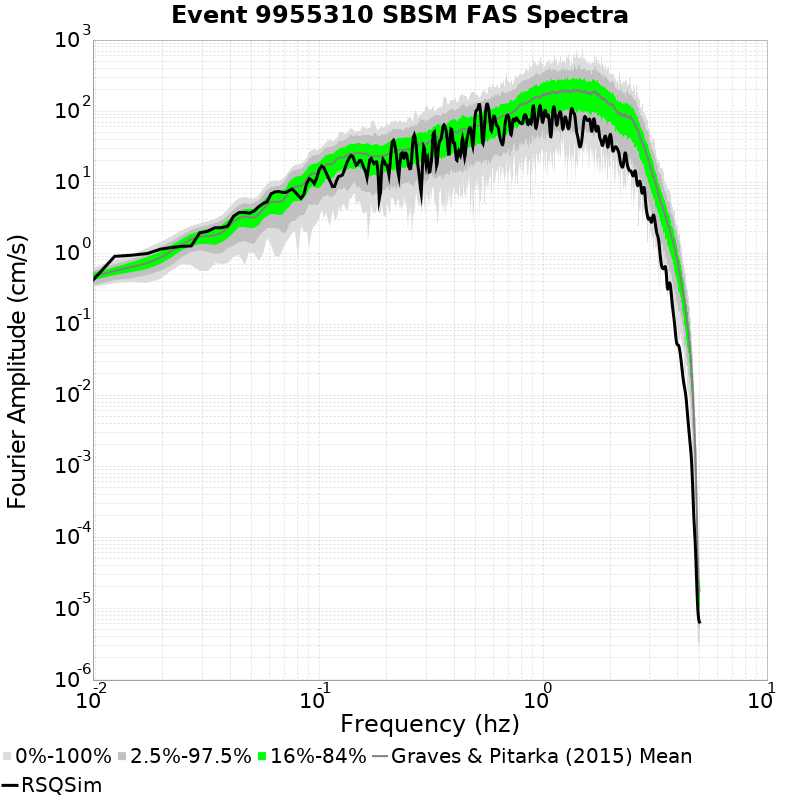 Event 9955310 SBSM FAS Spectra
10^3
10^2
10^1
10^0
10^-1
10^-2
10^-3
10^-4
10^-5
10^-6
Fourier Amplitude (cm/s)
10^-2 10^-1 10^0 10^1
Frequency (hz)
0%-100% 2.5%-97.5% 16%-84% Graves & Pitarka (2015) Mean
RSQSim